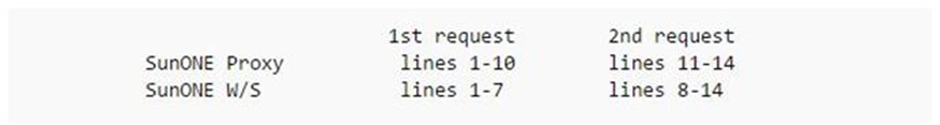 1st request 2nd request
SunONE Proxy lines 1-10 lines 11-14
SunONE W/S lines 1-7 lines 8-14